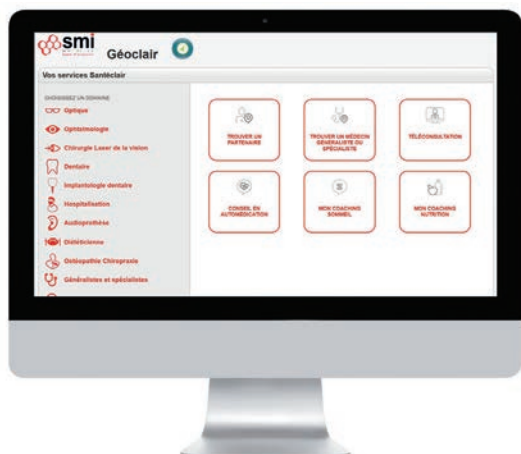 smi
Géoclair
Vos services Santéclair
CHOISISSEZ UN DOMAINE
Optique
Ophtalmologie
Chirurgie Laser de la vision
Dentaire
Implantologie dentaire
Hospitalisation
Audioprothèse
Diététicienne
Ostéopathie Chiropraxie
Généralistes et spécialistes
TROUVER UN
PARTENAIRE
TROUVER UN MÉDECIN
GÉNÉRALISTE OU
SPÉCIALISTE
TÉLÉCONSULTATION
CONSEIL EN
AUTOMÉDICATION
MON COACHING
SOMMEIL
MON COACHING
NUTRITION